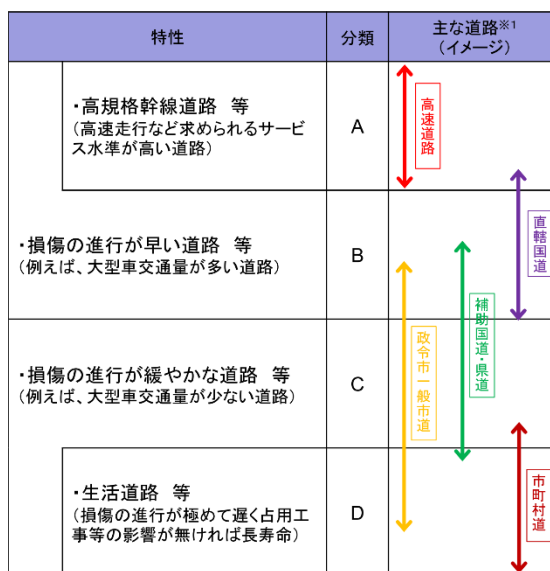 特性
分類
主な道路※1
(イメージ)
・高規格幹線道路 等
(高速走行など求められるサービ
ス水準が高い道路)
A
高速道路
直轄国道
・損傷の進行が早い道路 等
(例えば、大型車交通量が多い道路)
B
補助国道・県道
政令市一般市道
・損傷の進行が緩やかな道路 等
(例えば、大型車交通量が少ない道路)
C
・生活道路 等
(損傷の進行が極めて遅く占用工
事等の影響が無ければ長寿命)
D
市町村道